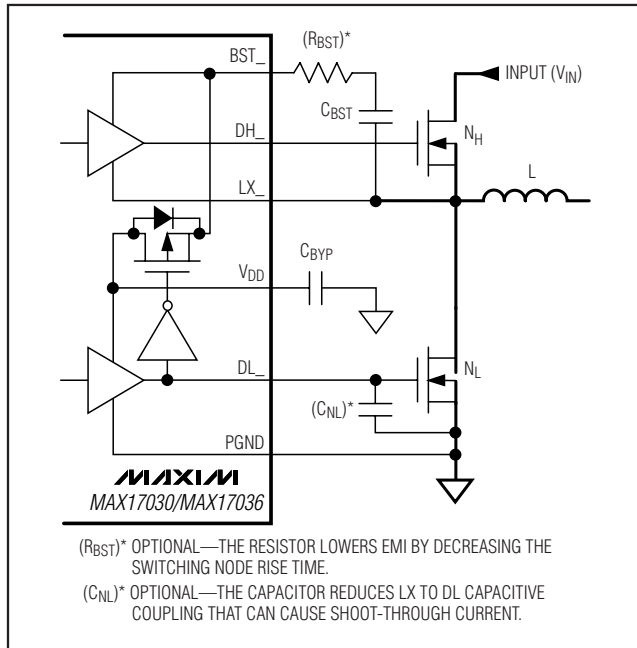 BST_
(RBST)*
INPUT (VIN)
CBST
DH_
NH
L
LX_
CBYP
VDD
DL_
NL
(CNL)*
PGND
MAXIM
MAX17030/MAX17036
(RBST)* OPTIONAL—THE RESISTOR LOWERS EMI BY DECREASING THE
SWITCHING NODE RISE TIME.
(CNL)* OPTIONAL—THE CAPACITOR REDUCES LX TO DL CAPACITIVE
COUPLING THAT CAN CAUSE SHOOT-THROUGH CURRENT.